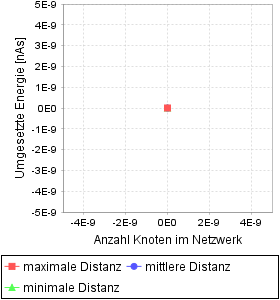 5E-9
4E-9
3E-9
2E-9
1E-9
0E0
-1E-9
-2E-9
-3E-9
-4E-9
-5E-9
Umgesetzte Energie [nAs]
-4E-9 -2E-9 0E0 2E-9 4E-9
Anzahl Knoten im Netzwerk
maximale Distanz mittlere Distanz
minimale Distanz